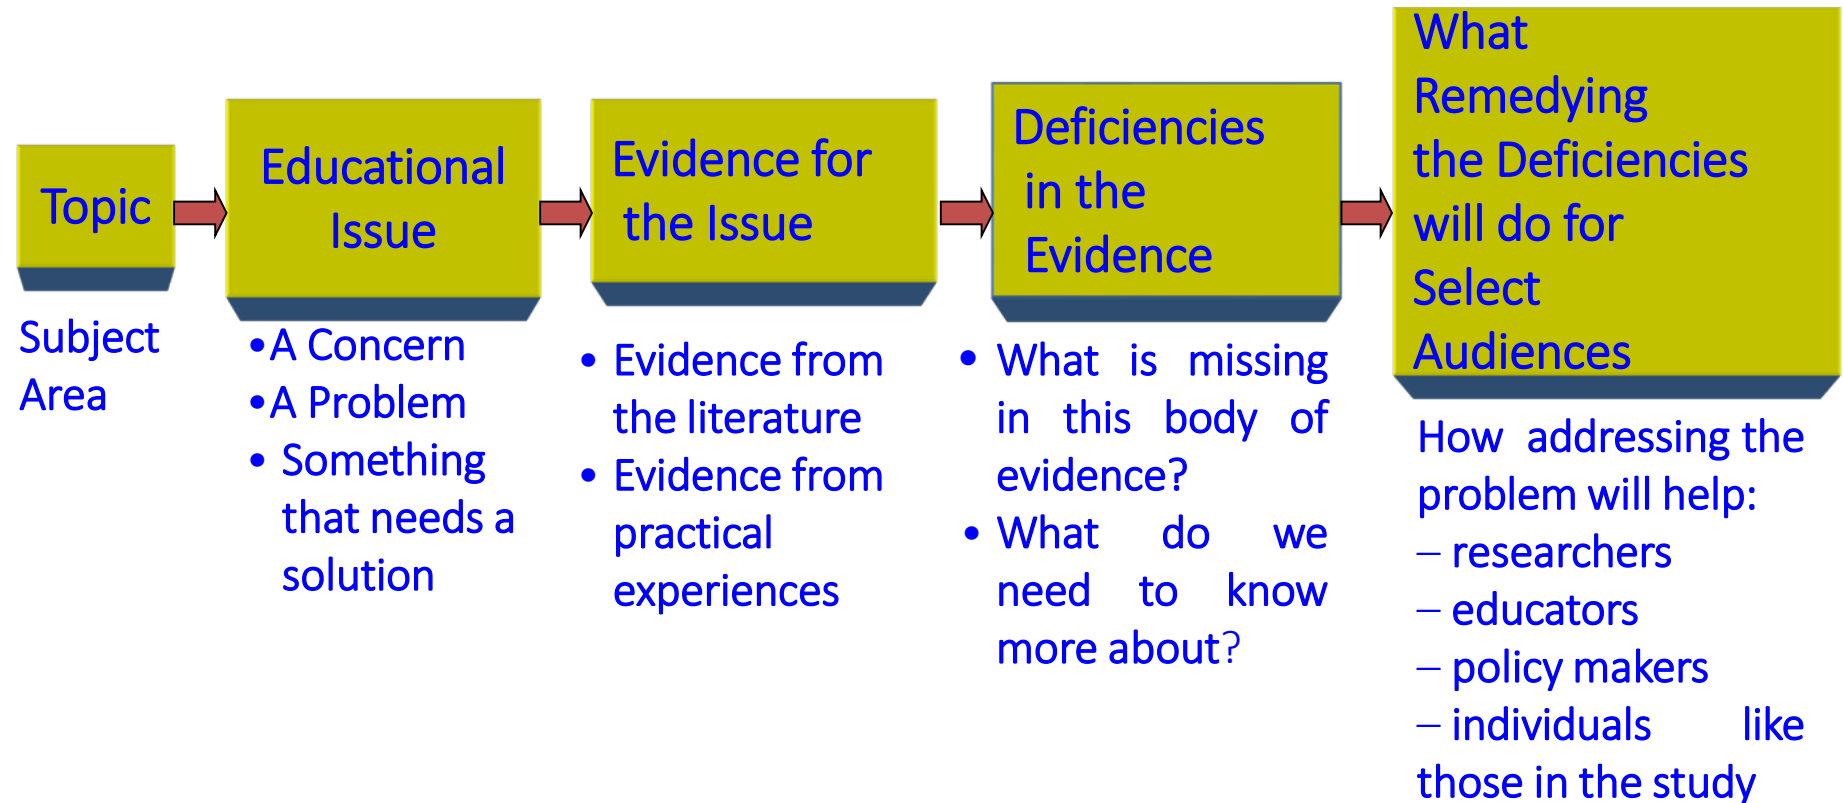 Topic
Subject
Area
Educational
Issue
•A Concern
•A Problem
• Something
that needs a
solution
Evidence for
the Issue
• Evidence from
the literature
• Evidence from
practical
experiences
Deficiencies
in the
Evidence
• What is missing
in this body of
evidence?
• What do we
need to know
more about?
What
Remedying
the Deficiencies
will do for
Select
Audiences
How addressing the
problem will help:
– researchers
– educators
– policy makers
– individuals like
those in the study